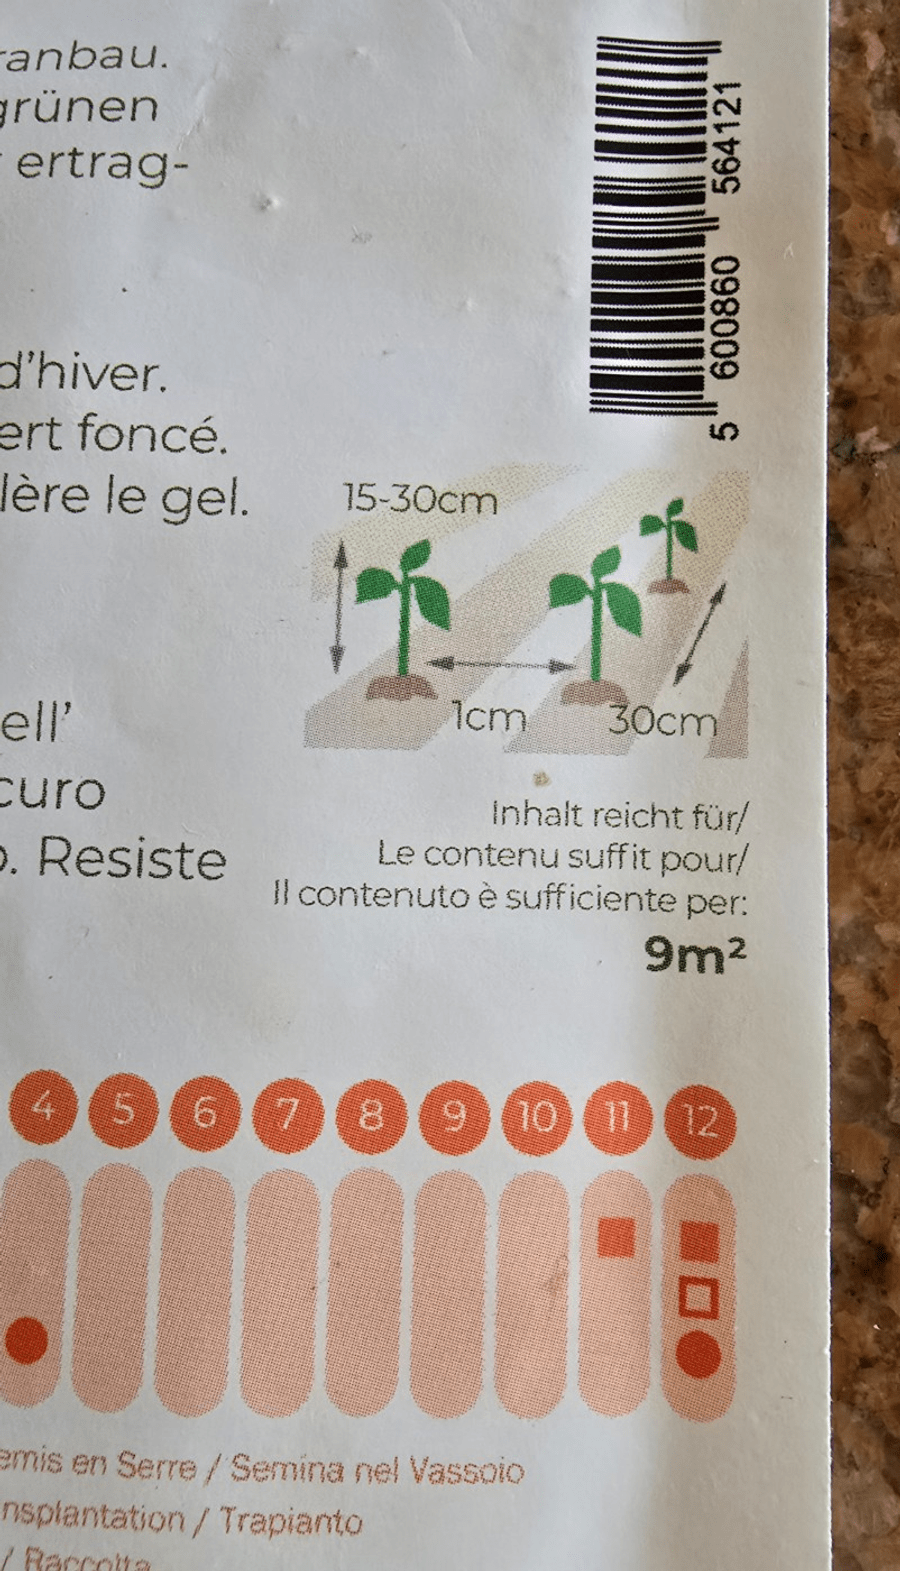 ranbau.
grünen
ertrag-
5 600860 564121
d'hiver.
ert foncé.
lère le gel.
15-30cm
1cm
30cm
ell'
curo
o. Resiste
Inhalt reicht für/
Le contenu suffit pour/
Il contenuto è sufficiente per:
9m²
4 5 6 7 8 9 10 11 12
emis en Serre / Semina nel Vassoio
nsplantation / Trapianto
/ Raccolta